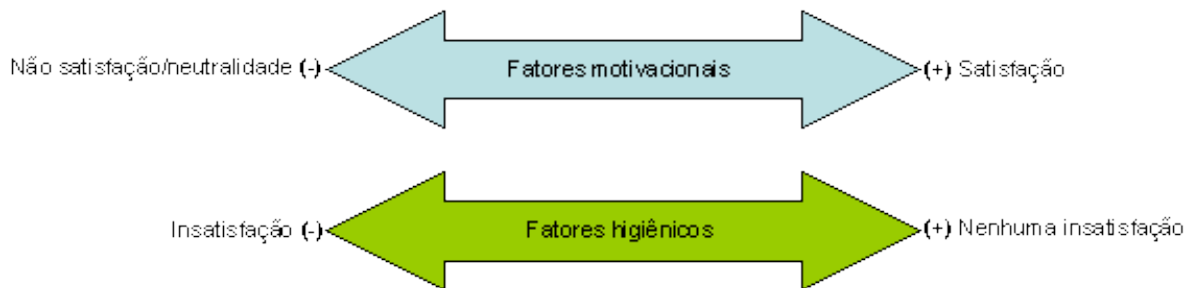 Não satisfação/neutralidade (-) Fatores motivacionais (+) Satisfação
Insatisfação (-) Fatores higiênicos (+) Nenhuma insatisfação